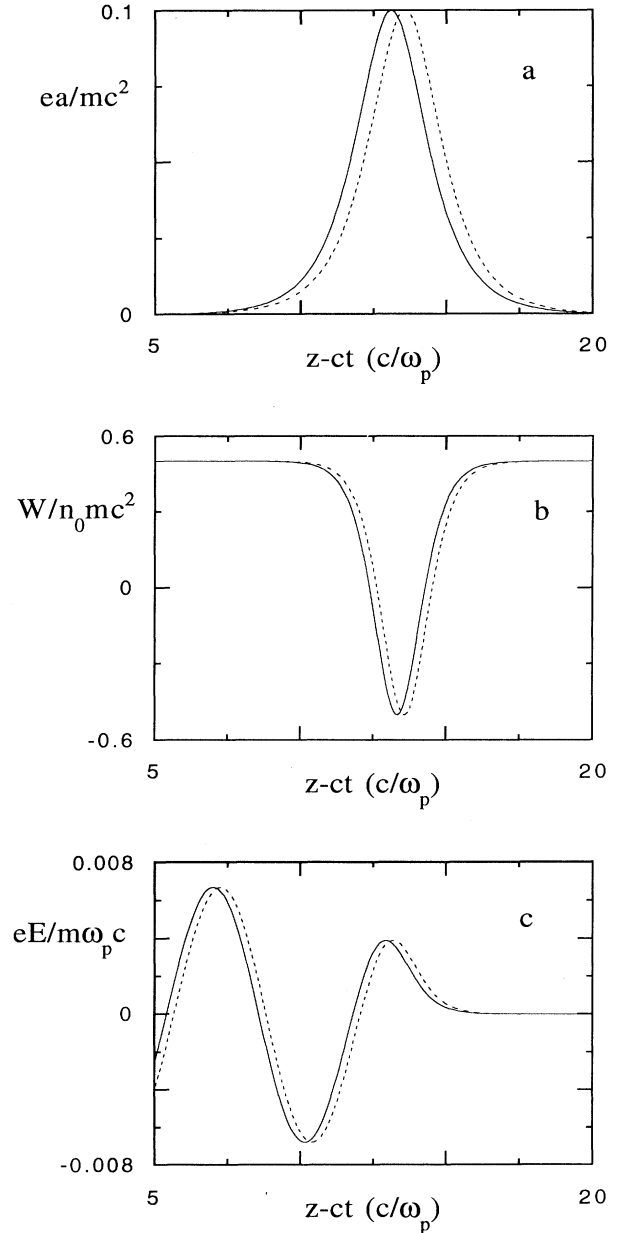 0.1
a
ea/mc²
0
5
20
z-ct (c/ωₚ)
0.6
W/n₀mc²
b
0
-0.6
5
20
z-ct (c/ωₚ)
0.008
c
eE/mωₚc
0
-0.008
5
20
z-ct (c/ωₚ)